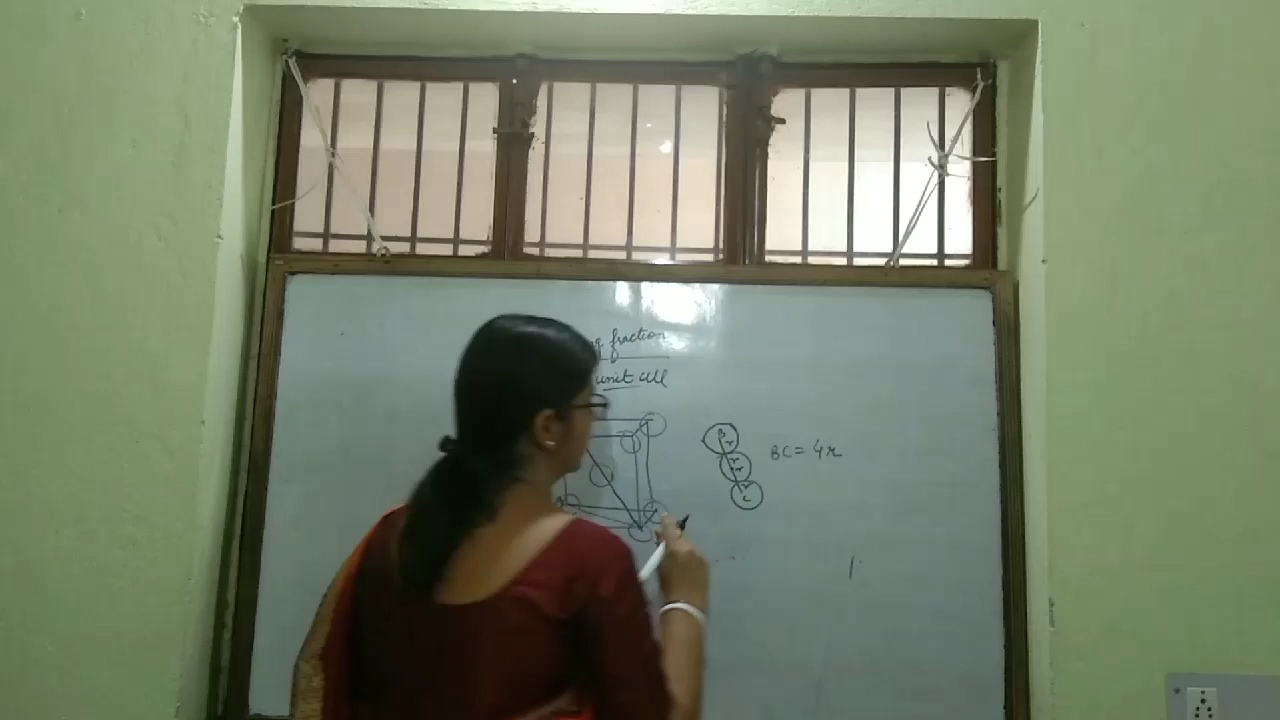 fraction
unit cell
B
r
r
r
r
C
BC = 4r